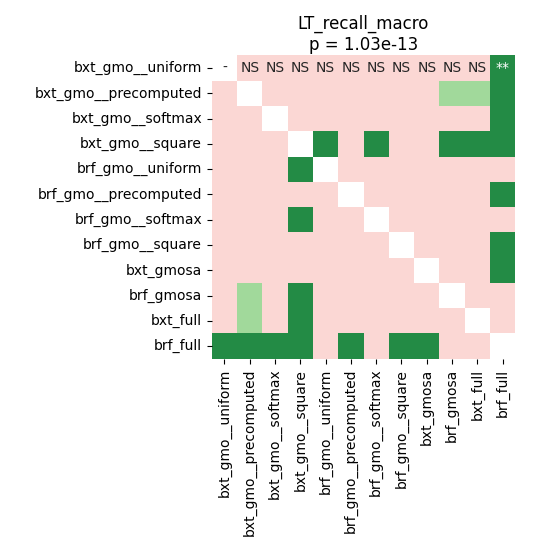 LT_recall_macro
p = 1.03e-13
bxt_gmo__uniform - NS NS NS NS NS NS NS NS NS NS **
bxt_gmo__precomputed
bxt_gmo__softmax
bxt_gmo__square
brf_gmo__uniform
brf_gmo__precomputed
brf_gmo__softmax
brf_gmo__square
bxt_gmosa
brf_gmosa
bxt_full
brf_full
bxt_gmo__uniform
bxt_gmo__precomputed
bxt_gmo__softmax
bxt_gmo__square
brf_gmo__uniform
brf_gmo__precomputed
brf_gmo__softmax
brf_gmo__square
bxt_gmosa
brf_gmosa
bxt_full
brf_full